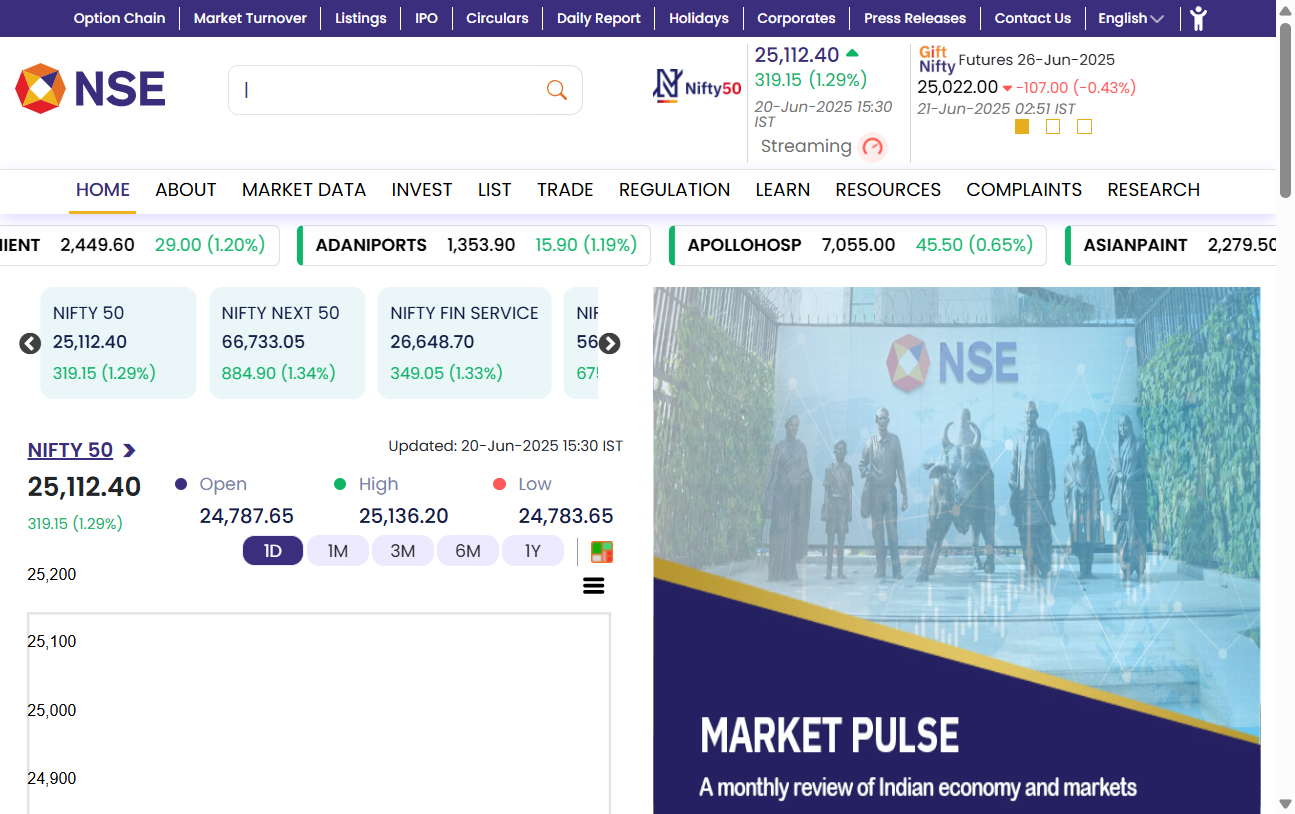 Option Chain Market Turnover Listings IPO Circulars Daily Report Holidays Corporates Press Releases Contact Us English
NSE
Nifty50
25,112.40
319.15 (1.29%)
20-Jun-2025 15:30
IST
Streaming
Gift
Nifty Futures 26-Jun-2025
25,022.00 -107.00 (-0.43%)
21-Jun-2025 02:51 IST
HOME ABOUT MARKET DATA INVEST LIST TRADE REGULATION LEARN RESOURCES COMPLAINTS RESEARCH
IENT 2,449.60 29.00 (1.20%) ADANIPORTS 1,353.90 15.90 (1.19%) APOLLOHOSP 7,055.00 45.50 (0.65%) ASIANPAINT 2,279.50
NIFTY 50
25,112.40
319.15 (1.29%)
NIFTY NEXT 50
66,733.05
884.90 (1.34%)
NIFTY FIN SERVICE
26,648.70
349.05 (1.33%)
NIF
56
675
NIFTY 50
Updated: 20-Jun-2025 15:30 IST
25,112.40
319.15 (1.29%)
Open
24,787.65
High
25,136.20
Low
24,783.65
1D 1M 3M 6M 1Y
25,200
25,100
25,000
24,900
NSE
MARKET PULSE
A monthly review of Indian economy and markets